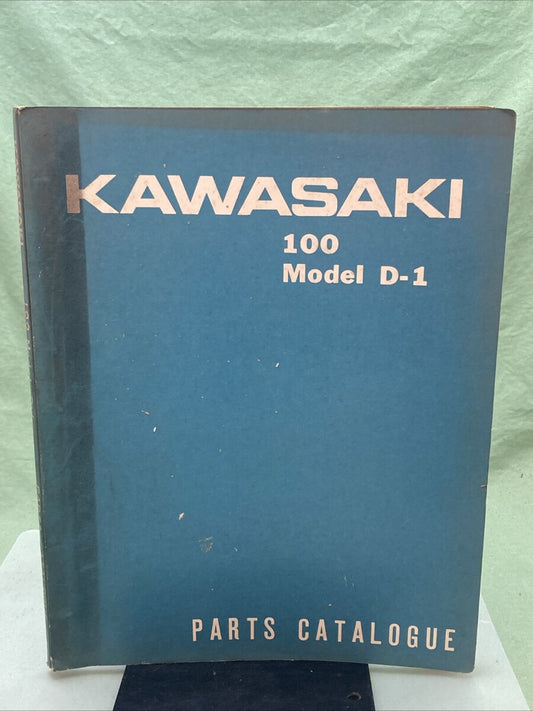 KAWASAKI
100
Model D-1
PARTS CATALOGUE